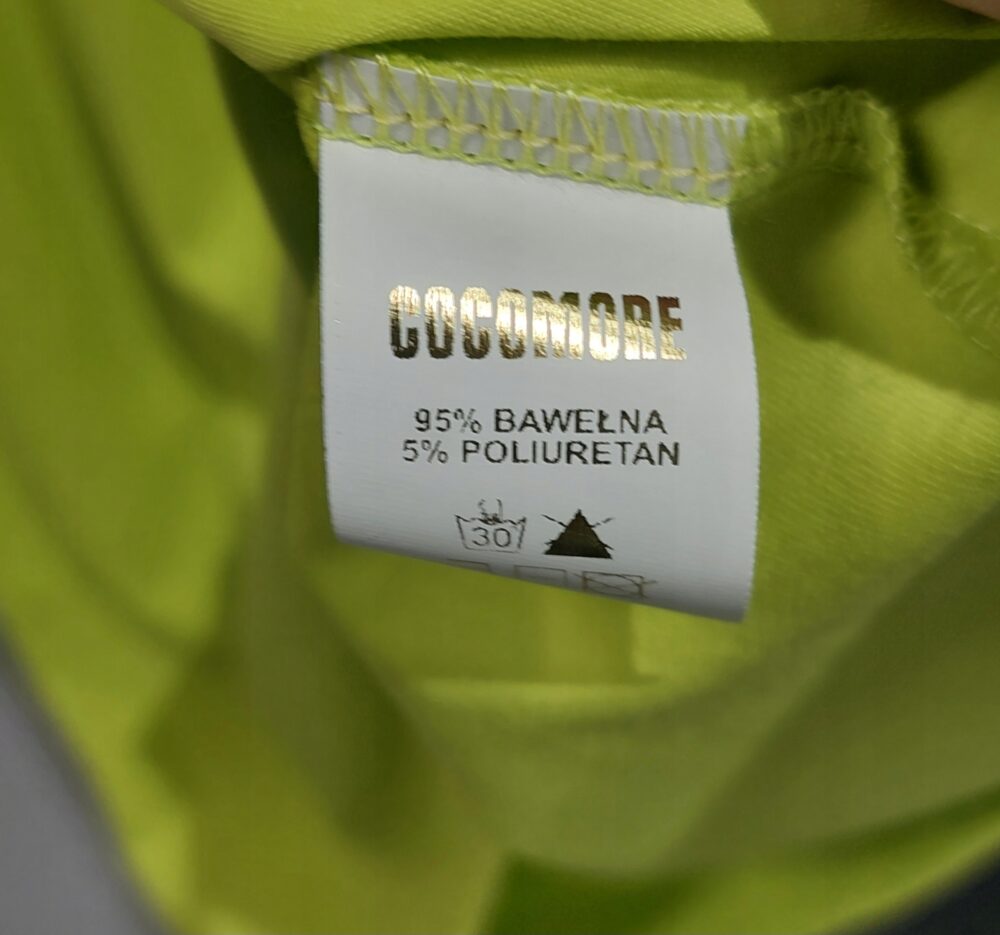 COCOMORE
95% BAWEŁNA
5% POLIURETAN
30